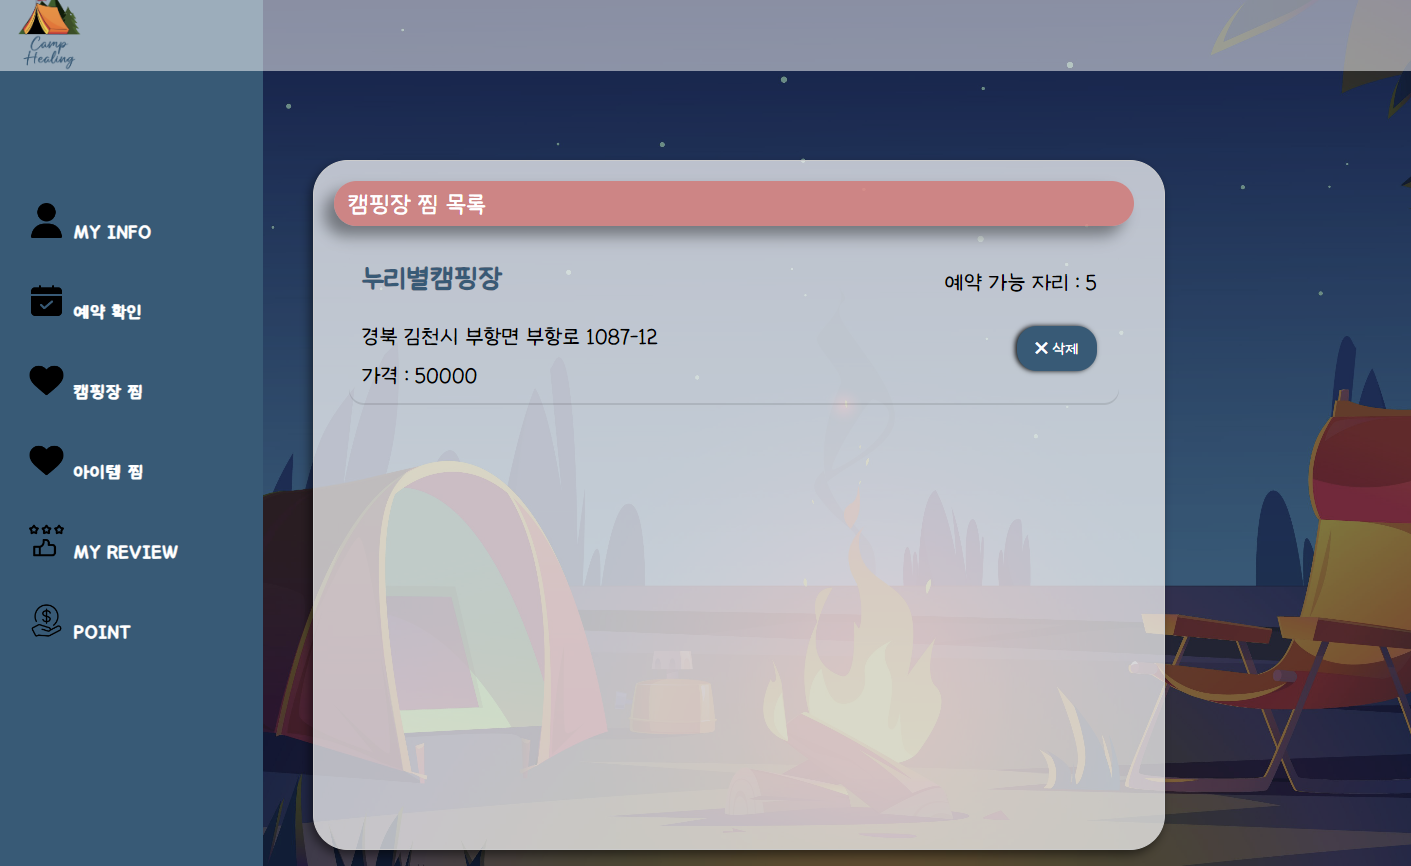 Camp
Healing
MY INFO
예약 확인
캠핑장 찜
아이템 찜
MY REVIEW
POINT
캠핑장 찜 목록
누리별캠핑장
예약 가능 자리 : 5
경북 김천시 부항면 부항로 1087-12
✕ 삭제
가격 : 50000